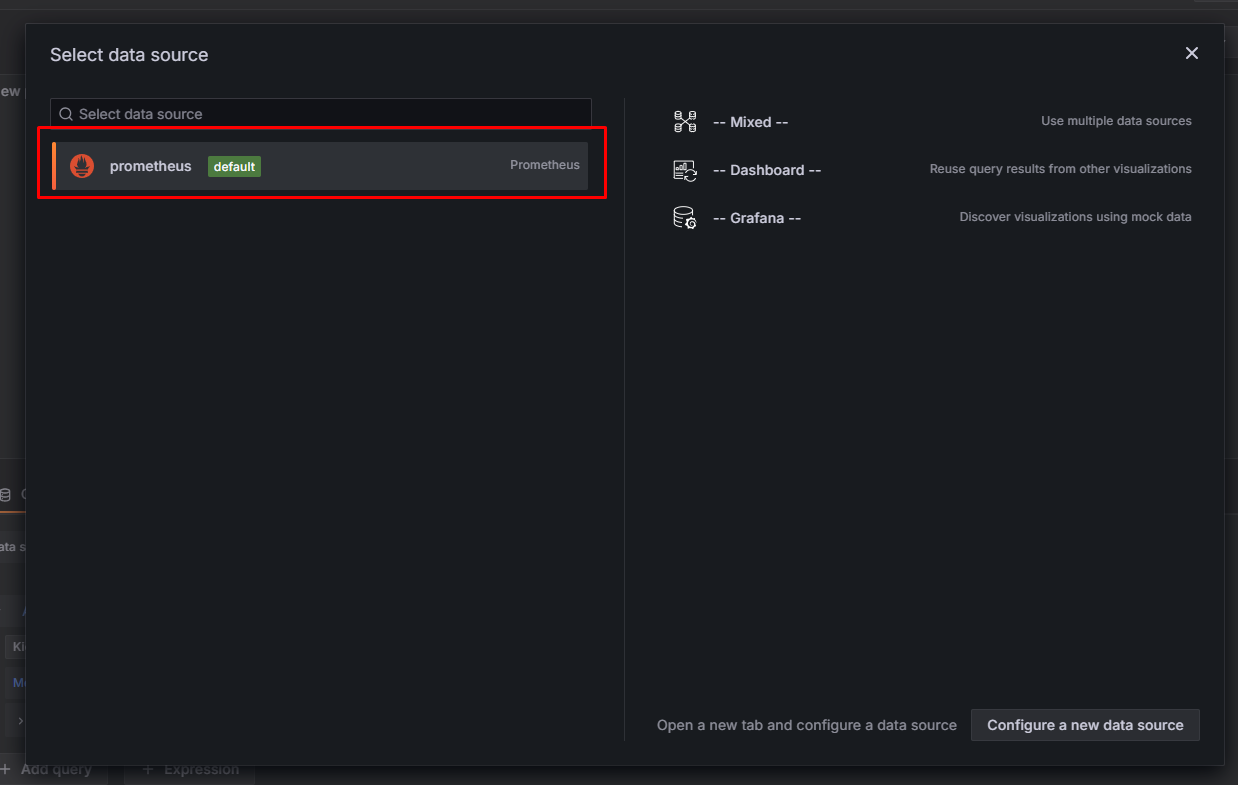 Select data source
Select data source
prometheus default Prometheus
-- Mixed -- Use multiple data sources
-- Dashboard -- Reuse query results from other visualizations
-- Grafana -- Discover visualizations using mock data
Open a new tab and configure a data source Configure a new data source
+ Add query + Expression